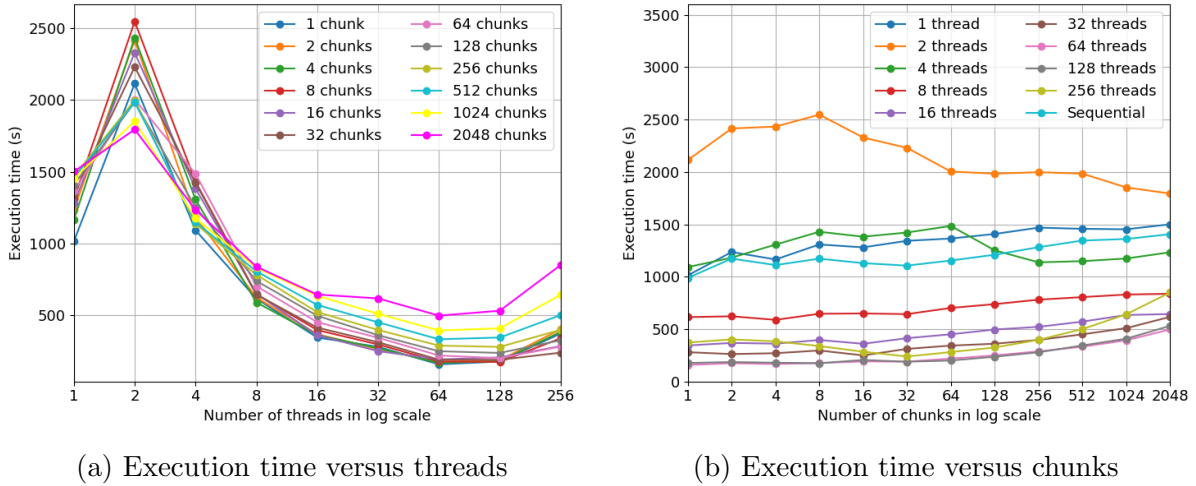 2500
2000
1500
1000
500
Execution time (s)
1 chunk
2 chunks
4 chunks
8 chunks
16 chunks
32 chunks
64 chunks
128 chunks
256 chunks
512 chunks
1024 chunks
2048 chunks
1 2 4 8 16 32 64 128 256
Number of threads in log scale
(a) Execution time versus threads
3500
3000
2500
2000
1500
1000
500
0
Execution time (s)
1 thread
2 threads
4 threads
8 threads
16 threads
32 threads
64 threads
128 threads
256 threads
Sequential
1 2 4 8 16 32 64 128 256 512 1024 2048
Number of chunks in log scale
(b) Execution time versus chunks